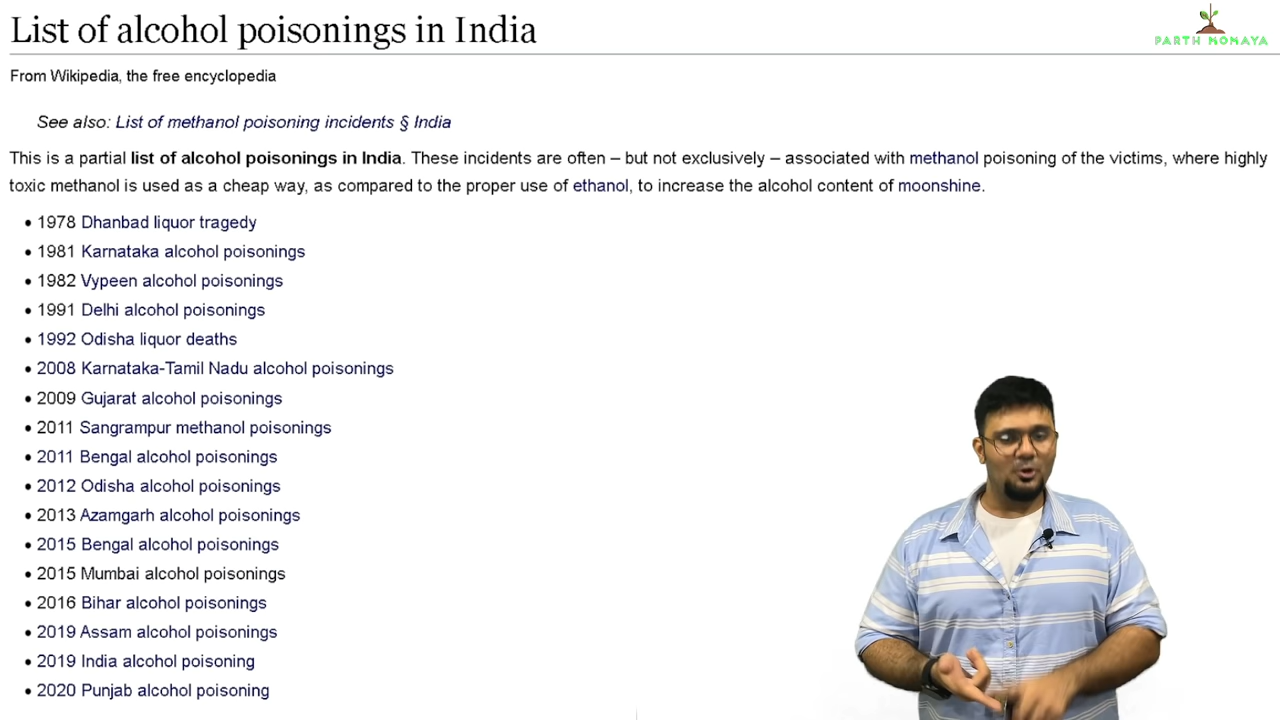 List of alcohol poisonings in India
PARTH MOMAYA
From Wikipedia, the free encyclopedia
See also: List of methanol poisoning incidents § India
This is a partial list of alcohol poisonings in India. These incidents are often – but not exclusively – associated with methanol poisoning of the victims, where highly
toxic methanol is used as a cheap way, as compared to the proper use of ethanol, to increase the alcohol content of moonshine.
• 1978 Dhanbad liquor tragedy
• 1981 Karnataka alcohol poisonings
• 1982 Vypeen alcohol poisonings
• 1991 Delhi alcohol poisonings
• 1992 Odisha liquor deaths
• 2008 Karnataka-Tamil Nadu alcohol poisonings
• 2009 Gujarat alcohol poisonings
• 2011 Sangrampur methanol poisonings
• 2011 Bengal alcohol poisonings
• 2012 Odisha alcohol poisonings
• 2013 Azamgarh alcohol poisonings
• 2015 Bengal alcohol poisonings
• 2015 Mumbai alcohol poisonings
• 2016 Bihar alcohol poisonings
• 2019 Assam alcohol poisonings
• 2019 India alcohol poisoning
• 2020 Punjab alcohol poisoning